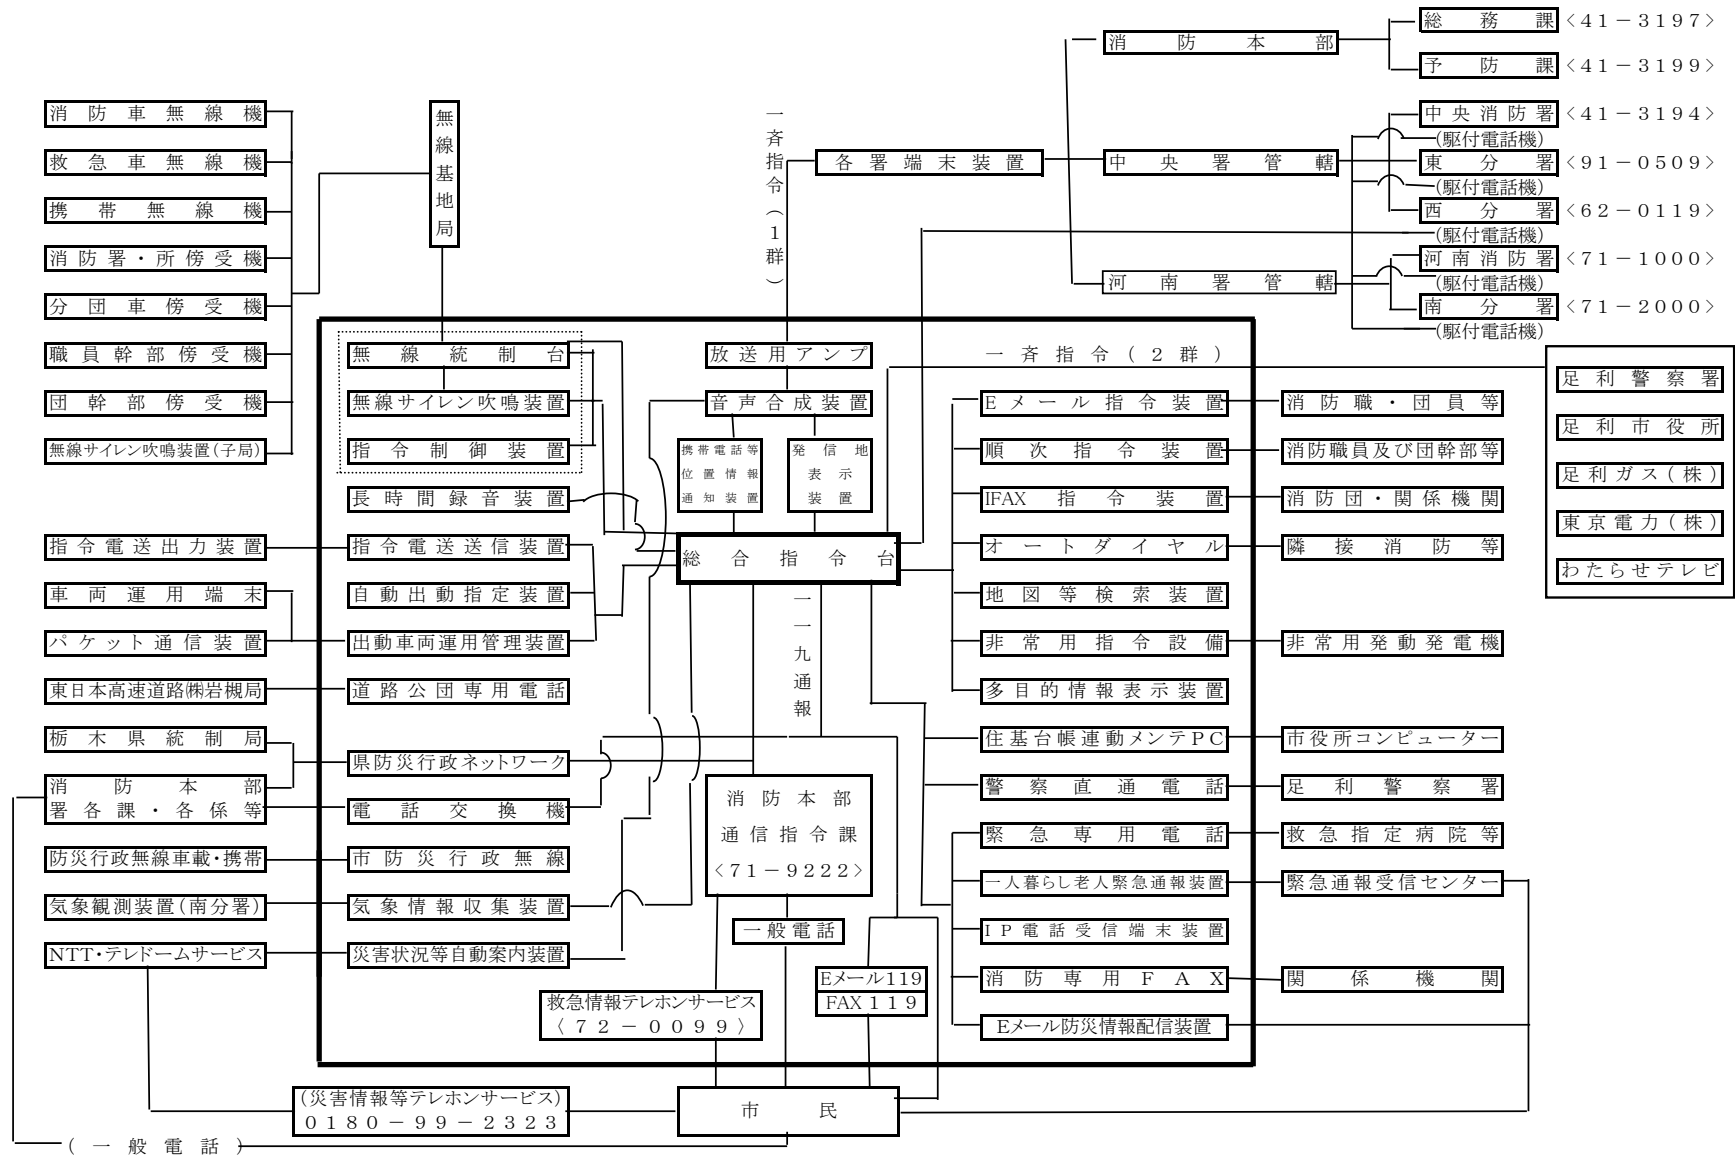 総務課 <41-3197>
消防本部
予防課 <41-3199>
消防車無線機
無線基地局
一斉指令(1群)
中央消防署 <41-3194>
(駆付電話機)
救急車無線機
各署端末装置
中央署管轄
東分署 <91-0509>
(駆付電話機)
携帯無線機
西分署 <62-0119>
(駆付電話機)
消防署・所傍受機
河南消防署 <71-1000>
(駆付電話機)
河南署管轄
分団車傍受機
南分署 <71-2000>
(駆付電話機)
職員幹部傍受機
無線統制台
放送用アンプ
一斉指令(2群)
足利警察署
団幹部傍受機
無線サイレン吹鳴装置
音声合成装置
Eメール指令装置
消防職・団員等
足利市役所
無線サイレン吹鳴装置(子局)
指令制御装置
携帯電話等
位置情報
通知装置
発信地
表示
装置
順次指令装置
消防職員及び団幹部等
足利ガス(株)
長時間録音装置
IFAX指令装置
消防団・関係機関
東京電力(株)
指令電送出力装置
指令電送送信装置
総合指令台
オートダイヤル
隣接消防等
わたらせテレビ
車両運用端末
自動出動指定装置
一一九通報
地図等検索装置
パケット通信装置
出動車両運用管理装置
非常用指令設備
非常用発動発電機
東日本高速道路㈱岩槻局
道路公団専用電話
多目的情報表示装置
栃木県統制局
県防災行政ネットワーク
住基台帳連動メンテPC
市役所コンピューター
消防本部
署各課・各係等
電話交換機
消防本部
通信指令課
<71-9222>
警察直通電話
足利警察署
緊急専用電話
救急指定病院等
防災行政無線車載・携帯
市防災行政無線
一人暮らし老人緊急通報装置
緊急通報受信センター
気象観測装置(南分署)
気象情報収集装置
一般電話
IP電話受信端末装置
NTT・テレドームサービス
災害状況等自動案内装置
Eメール119
FAX119
消防専用FAX
関係機関
救急情報テレホンサービス
〈72-0099〉
Eメール防災情報配信装置
(災害情報等テレホンサービス)
0180-99-2323
市民
(一般電話)